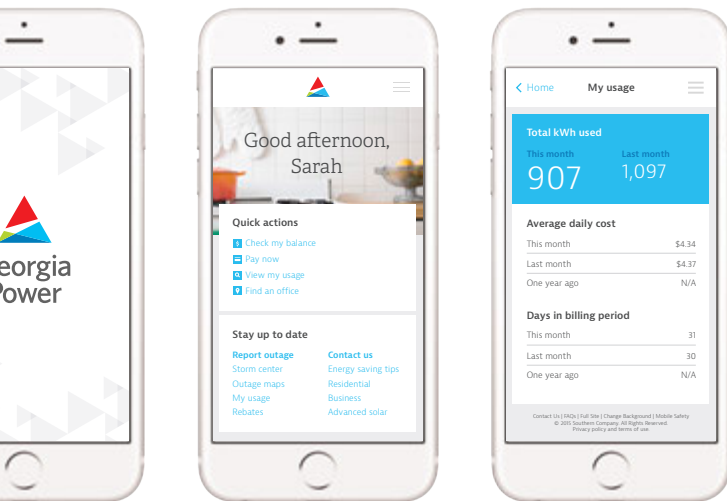 eorgia
ower
Good afternoon,
Sarah
Quick actions
Check my balance
Pay now
View my usage
Find an office
Stay up to date
Report outage
Storm center
Outage maps
My usage
Rebates
Contact us
Energy saving tips
Residential
Business
Advanced solar
Home My usage
Total kWh used
This month Last month
907 1,097
Average daily cost
This month $4.34
Last month $4.37
One year ago N/A
Days in billing period
This month 31
Last month 30
One year ago N/A
Contact Us | FAQs | Full Site | Change Background | Mobile Safety
© 2015 Southern Company. All Rights Reserved.
Privacy policy and terms of use